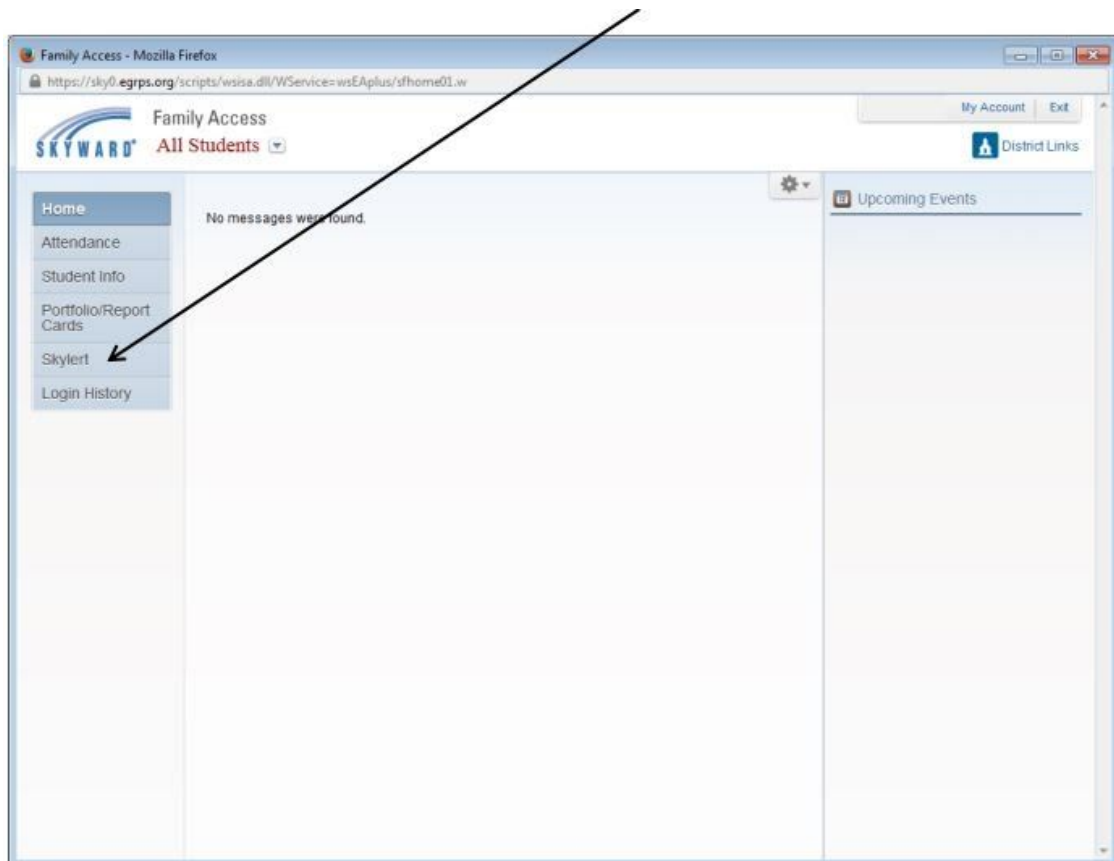 Family Access - Mozilla Firefox
https://sky0.egrps.org/scripts/wsisa.dll/WService=wsEAplus/sfhome01.w
SKYWARD®
Family Access
All Students
My Account
Exit
District Links
Home
Attendance
Student Info
Portfolio/Report
Cards
Skylert
Login History
No messages were found.
Upcoming Events